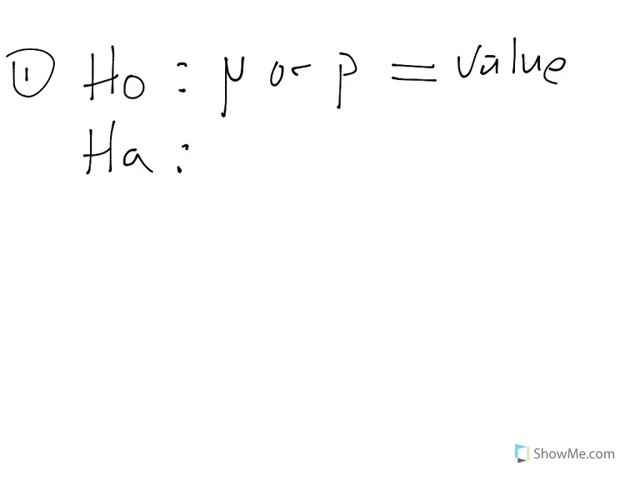 ① Ho : μ or p = value
Ha :
ShowMe.com